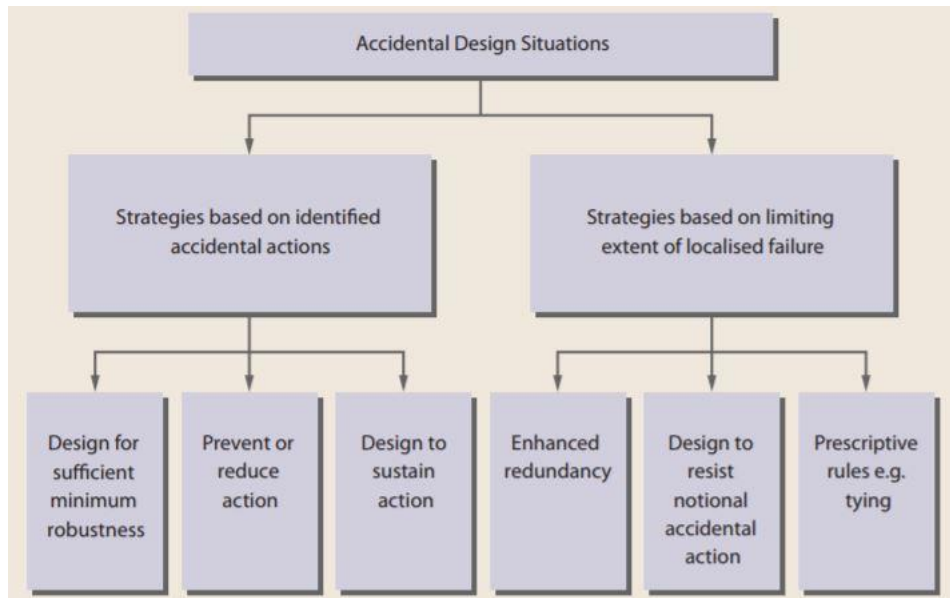 Accidental Design Situations
Strategies based on identified
accidental actions
Strategies based on limiting
extent of localised failure
Design for
sufficient
minimum
robustness
Prevent or
reduce
action
Design to
sustain
action
Enhanced
redundancy
Design to
resist
notional
accidental
action
Prescriptive
rules e.g.
tying